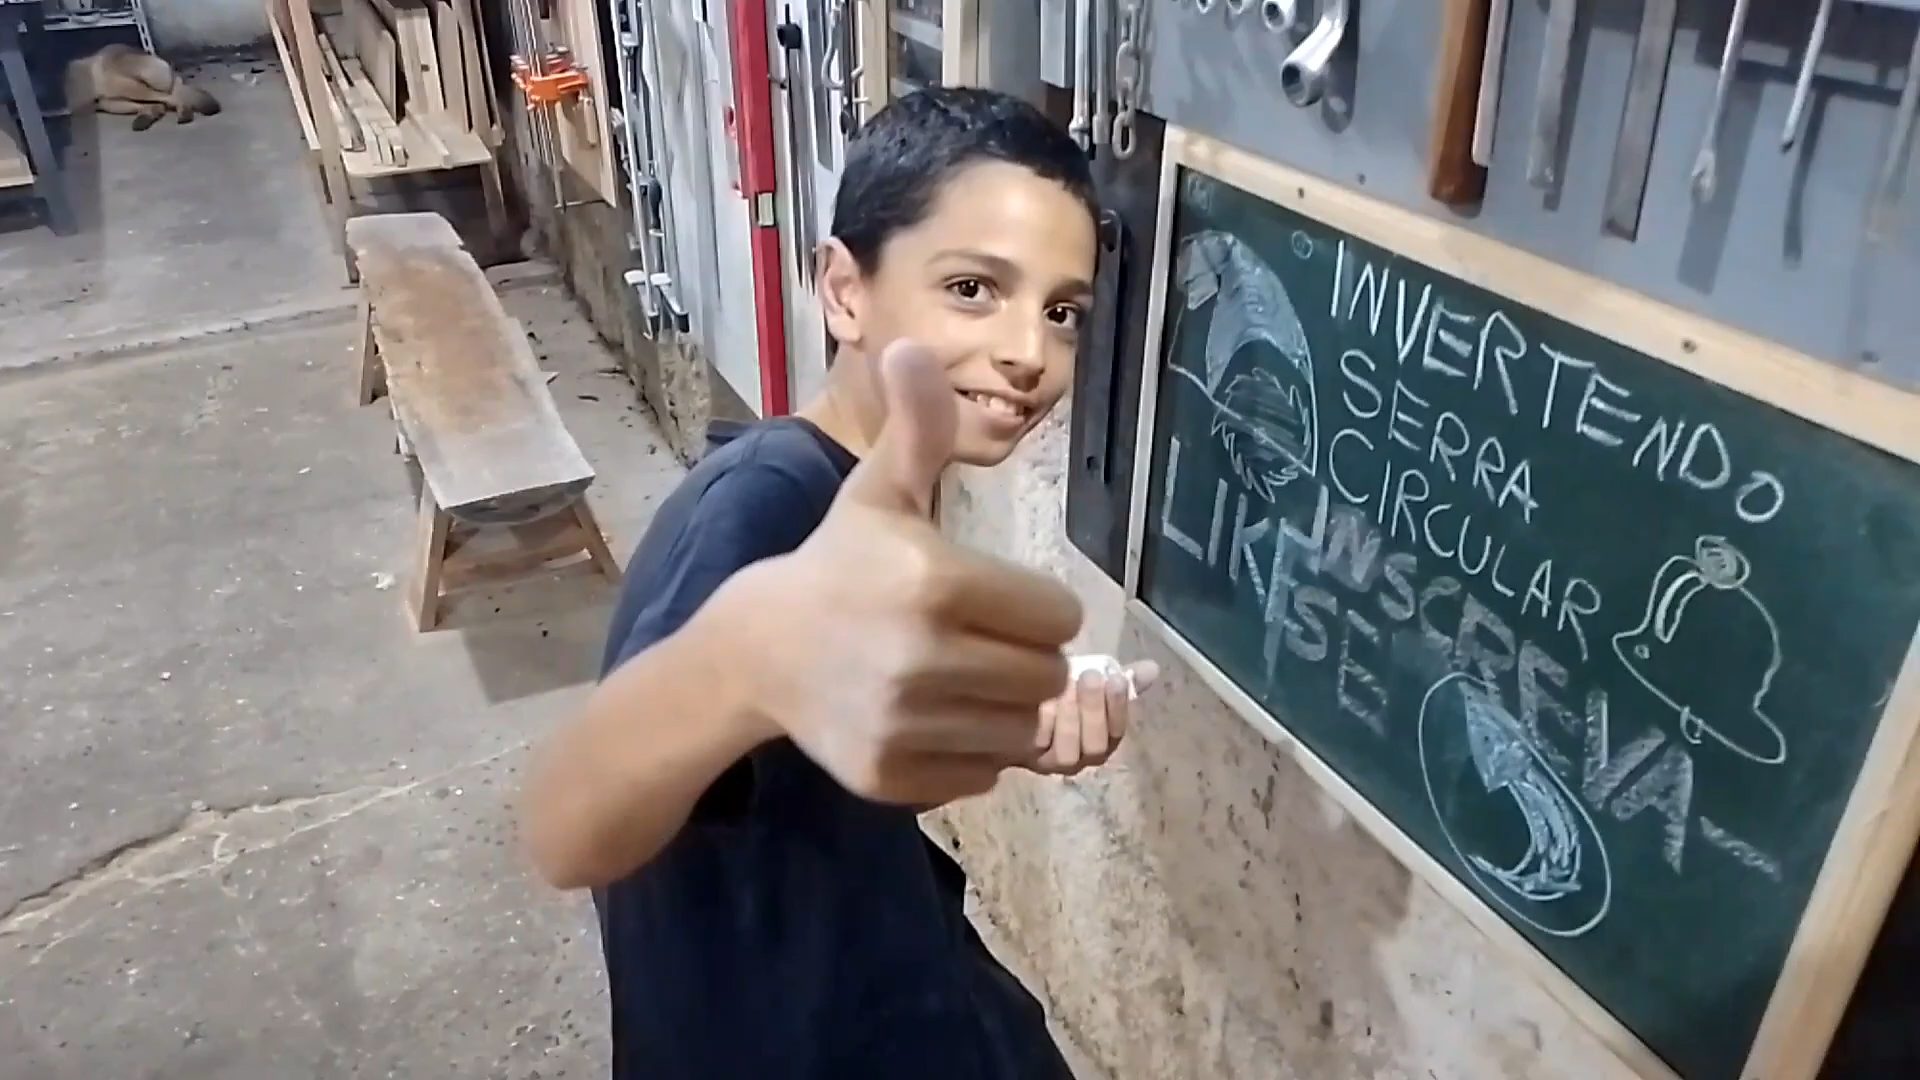 INVERTENDO
SERRA
CIRCULAR
LIKE
INSCREVA-
SE